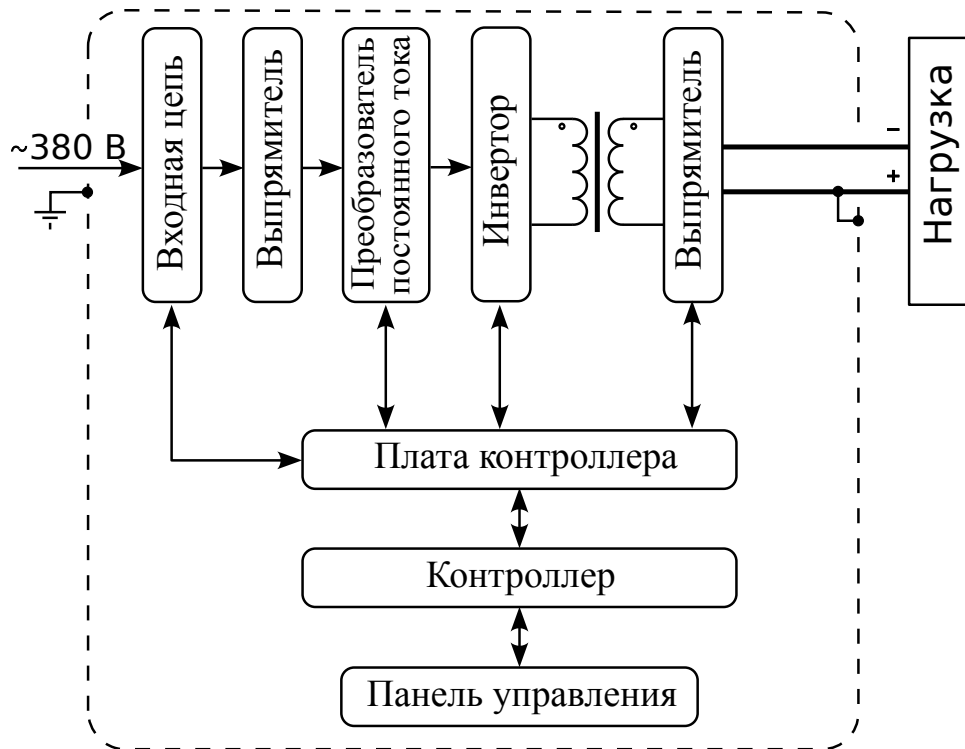 ~380 В
Входная цепь
Выпрямитель
Преобразователь
постоянного тока
Инвертор
Выпрямитель
−
+
Нагрузка
Плата контроллера
Контроллер
Панель управления